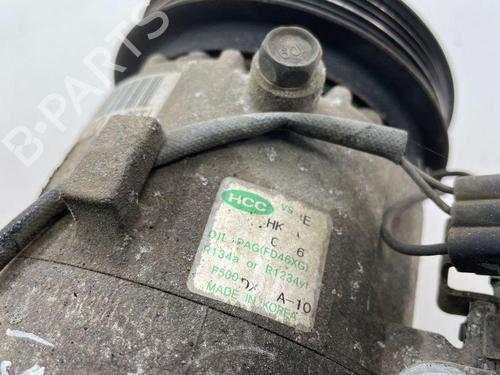 B-PARTS
HCC VS E
HK
C 6
OIL :PAG(FD46XG)
R134a or R1234yf
F500 A-10
MADE IN KOREA